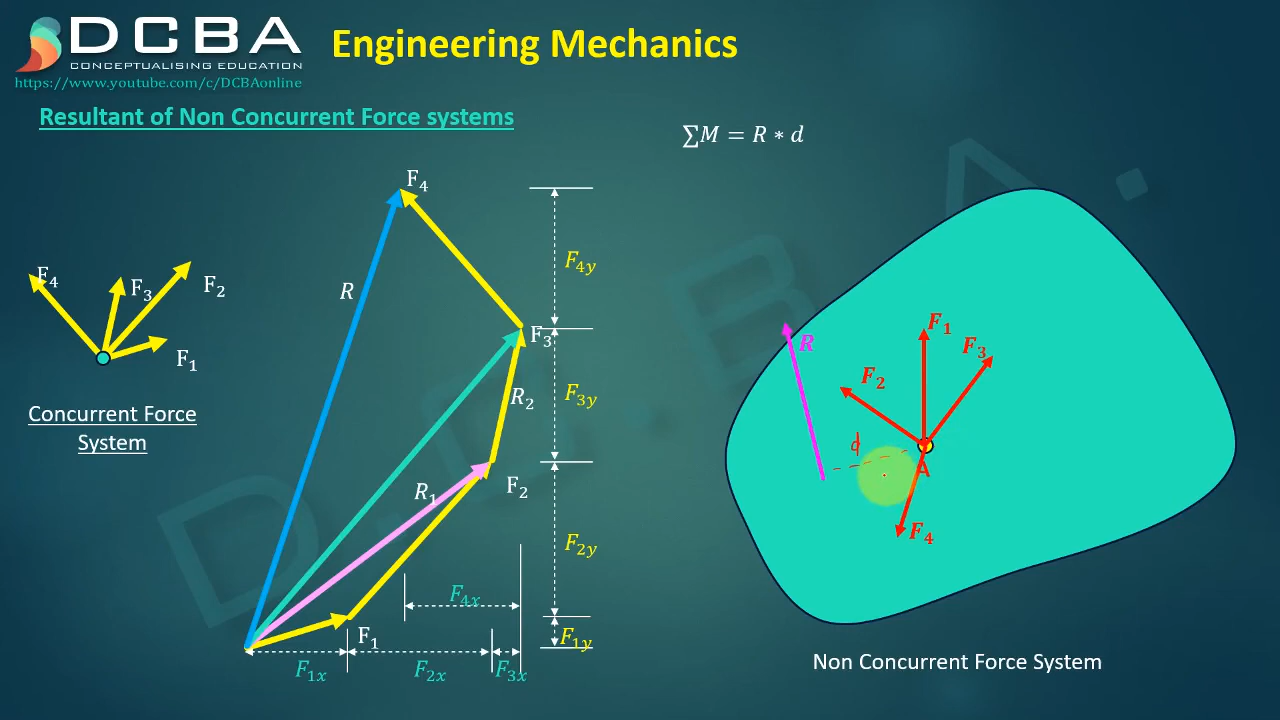 DCBA
CONCEPTUALISING EDUCATION
https://www.youtube.com/c/DCBAonline
Engineering Mechanics
Resultant of Non Concurrent Force systems
∑M = R * d
F₄
F₃
F₂
F₁
Concurrent Force
System
F₄
R
F₃
R₂
R₁
F₂
F₁
F₄y
F₃y
F₂y
F₁y
F₄x
F₁x
F₂x
F₃x
R
F₁
F₂
F₃
d
A
F₄
Non Concurrent Force System
D.C.B.A.